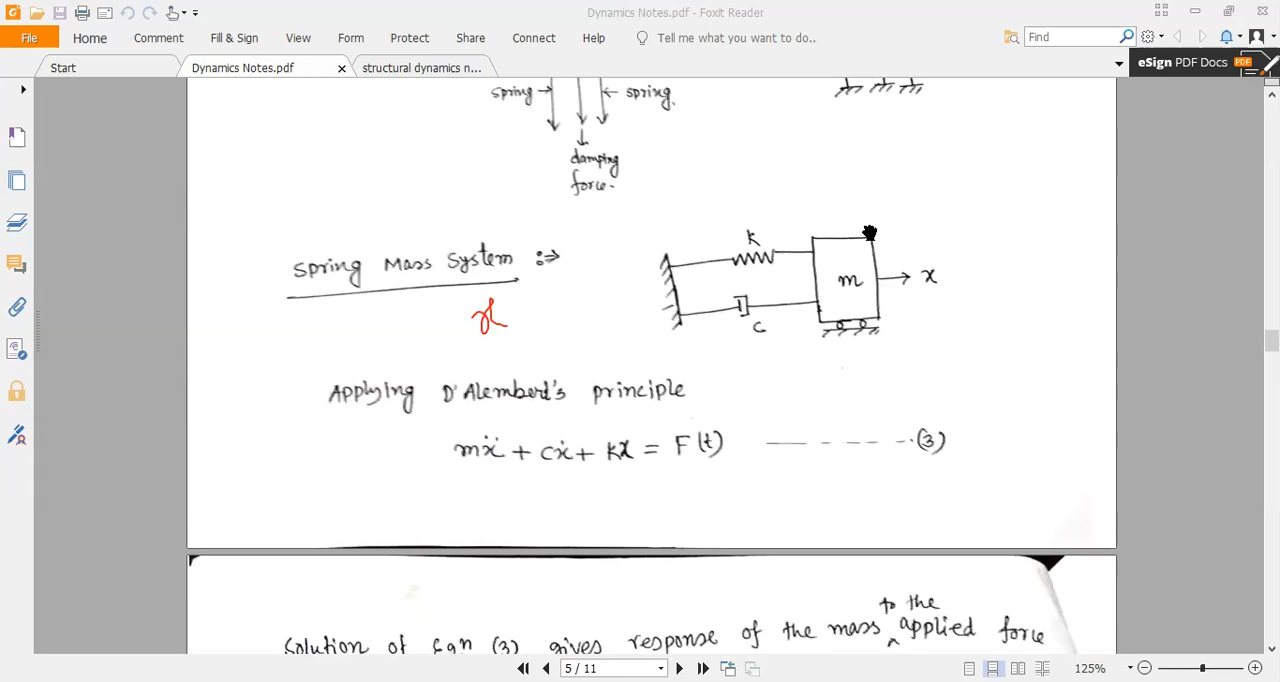 Dynamics Notes.pdf - Foxit Reader
File Home Comment Fill & Sign View Form Protect Share Connect Help Tell me what you want to do.. Find
Start Dynamics Notes.pdf structural dynamics n... eSign PDF Docs PDF
spring spring.
damping
force.
Spring Mass System :⇒
K
m
x
C
Applying D'Alembert's principle
mẍ + cẋ + kx = F(t) ---- (3)
to the
Solution of Eqn (3) gives response of the mass ^ applied force
5 / 11 125%